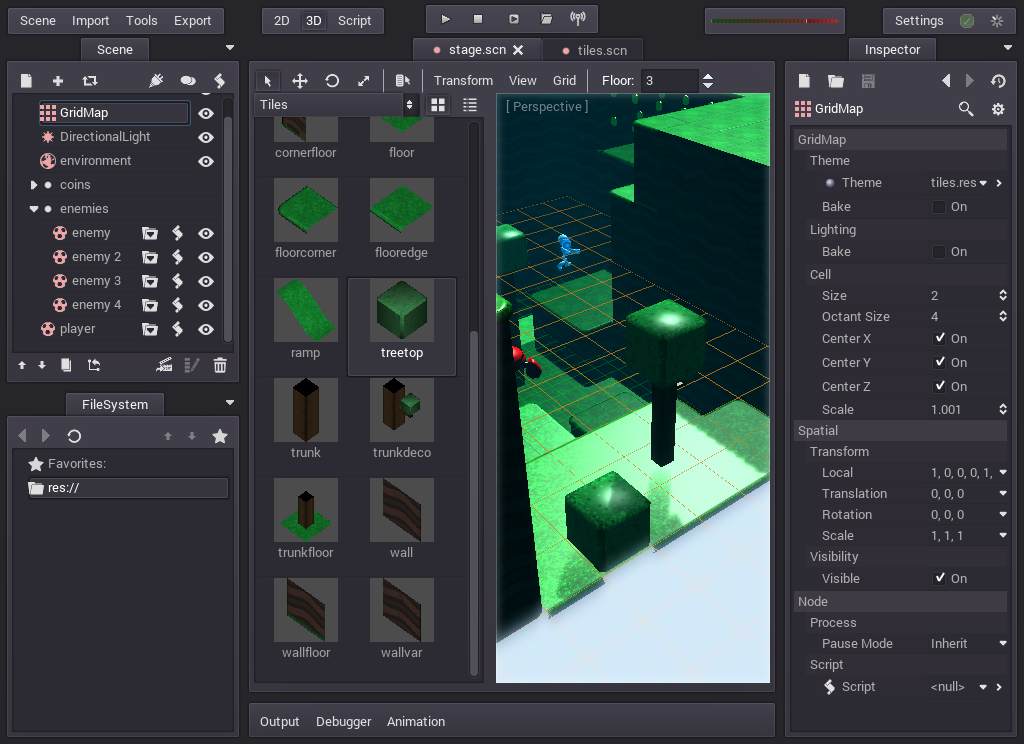 Scene Import Tools Export
2D 3D Script
Settings
Scene
stage.scn
tiles.scn
Inspector
GridMap
DirectionalLight
environment
coins
enemies
enemy
enemy 2
enemy 3
enemy 4
player
FileSystem
Favorites:
res://
Transform View Grid Floor: 3
Tiles
cornerfloor floor
floorcorner flooredge
ramp treetop
trunk trunkdeco
trunkfloor wall
wallfloor wallvar
[ Perspective ]
Output Debugger Animation
GridMap
GridMap
Theme
Theme tiles.res
Bake On
Lighting
Bake On
Cell
Size 2
Octant Size 4
Center X On
Center Y On
Center Z On
Scale 1.001
Spatial
Transform
Local 1, 0, 0, 0, 1,
Translation 0, 0, 0
Rotation 0, 0, 0
Scale 1, 1, 1
Visibility
Visible On
Node
Process
Pause Mode Inherit
Script
Script <null>